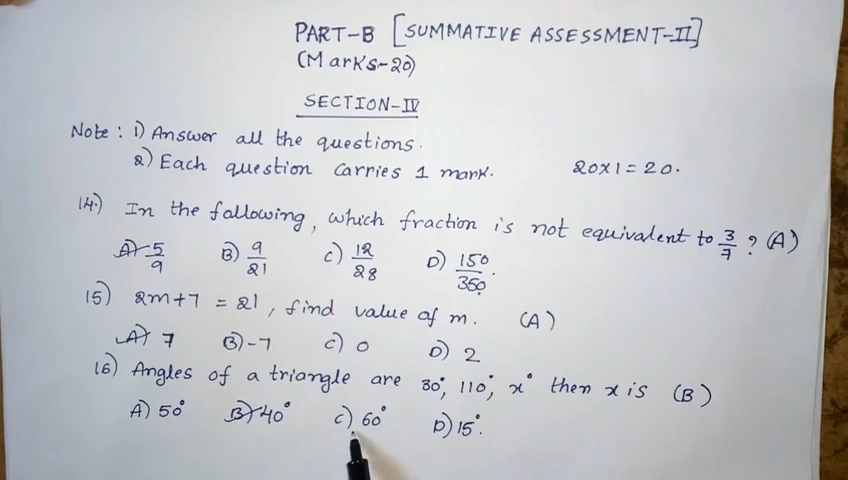 PART-B [SUMMATIVE ASSESSMENT-II]
(Marks-20)
SECTION-IV
Note : 1) Answer all the questions.
2) Each question carries 1 mark. 20x1=20.
14.) In the following, which fraction is not equivalent to 3/7 ? (A)
A) 5/9 B) 9/21 C) 12/28 D) 150/350.
15) 2m+7 = 21, find value of m. (A)
A) 7 B) -7 C) 0 D) 2
16) Angles of a triangle are 30°, 110°, x° then x is (B)
A) 50° B) 40° C) 60° D) 15°.